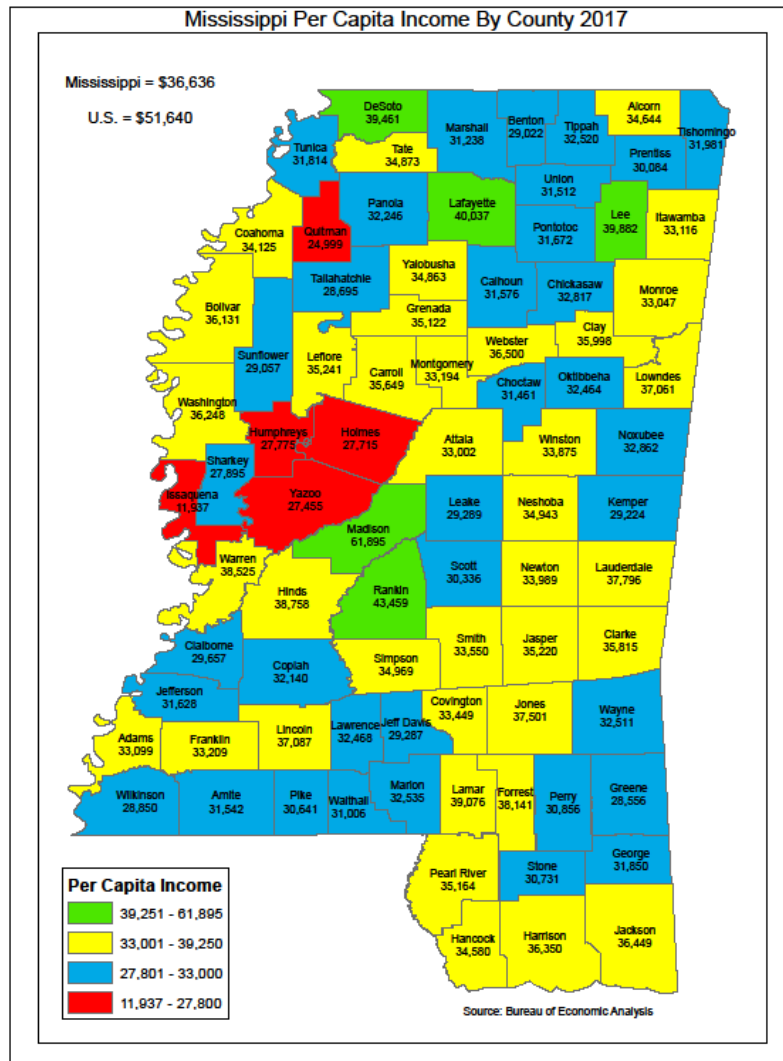 Mississippi Per Capita Income By County 2017
Mississippi = $36,636
U.S. = $51,640
DeSoto
39,461
Marshall
31,238
Benton
29,022
Tippah
32,520
Alcorn
34,644
Tishomingo
31,981
Prentiss
30,084
Tunica
31,814
Tate
34,873
Union
31,512
Panola
32,246
Lafayette
40,037
Lee
39,882
Itawamba
33,116
Pontotoc
31,672
Quitman
24,999
Coahoma
34,125
Yalobusha
34,863
Tallahatchie
28,695
Calhoun
31,576
Chickasaw
32,817
Monroe
33,047
Bolivar
36,131
Grenada
35,122
Clay
35,998
Webster
36,500
Sunflower
29,057
Leflore
35,241
Carroll
35,649
Montgomery
33,194
Choctaw
31,461
Oktibbeha
32,464
Lowndes
37,061
Washington
36,248
Humphreys
27,775
Holmes
27,715
Attala
33,002
Winston
33,875
Noxubee
32,862
Sharkey
27,895
Issaquena
11,937
Yazoo
27,455
Leake
29,289
Neshoba
34,943
Kemper
29,224
Madison
61,895
Warren
38,525
Scott
30,336
Newton
33,989
Lauderdale
37,796
Hinds
38,758
Rankin
43,459
Smith
33,550
Jasper
35,220
Clarke
35,815
Claiborne
29,657
Copiah
32,140
Simpson
34,969
Jefferson
31,628
Covington
33,449
Jones
37,501
Wayne
32,511
Adams
33,099
Franklin
33,209
Lincoln
37,087
Lawrence
32,468
Jeff Davis
29,287
Wilkinson
28,850
Amite
31,542
Pike
30,641
Walthall
31,006
Marion
32,535
Lamar
39,076
Forrest
38,141
Perry
30,856
Greene
28,556
Pearl River
35,164
Stone
30,731
George
31,850
Hancock
34,580
Harrison
36,350
Jackson
36,449
Per Capita Income
39,251 - 61,895
33,001 - 39,250
27,801 - 33,000
11,937 - 27,800
Source: Bureau of Economic Analysis